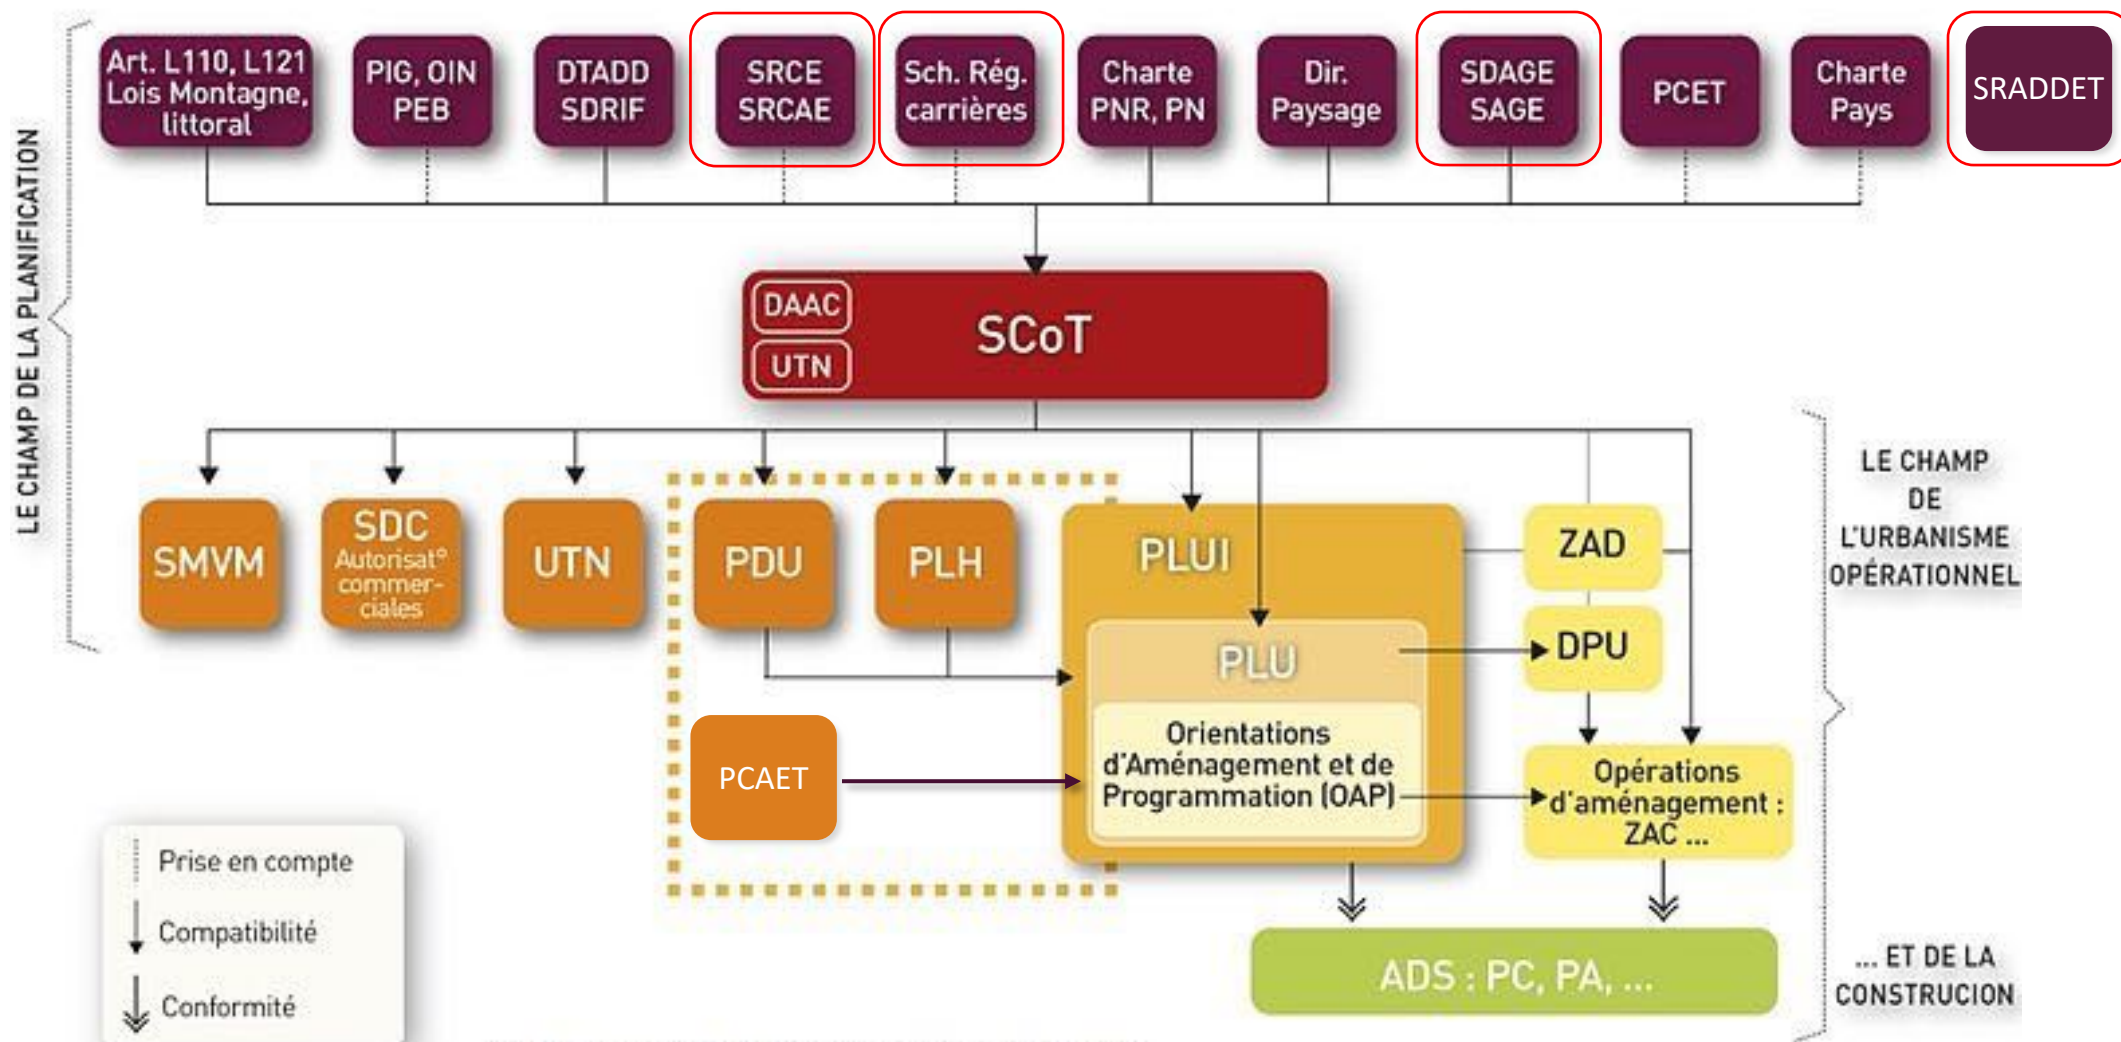 LE CHAMP DE LA PLANIFICATION
Art. L110, L121
Lois Montagne,
littoral
PIG, OIN
PEB
DTADD
SDRIF
SRCE
SRCAE
Sch. Rég.
carrières
Charte
PNR, PN
Dir.
Paysage
SDAGE
SAGE
PCET
Charte
Pays
SRADDET
DAAC
UTN
SCoT
SMVM
SDC
Autorisat°
commer-
ciales
UTN
PDU
PLH
PLUI
PLU
Orientations
d'Aménagement et de
Programmation (OAP)
PCAET
ZAD
DPU
Opérations
d'aménagement :
ZAC ...
ADS : PC, PA, ...
LE CHAMP
DE
L'URBANISME
OPÉRATIONNEL
... ET DE LA
CONSTRUCION
Prise en compte
Compatibilité
Conformité